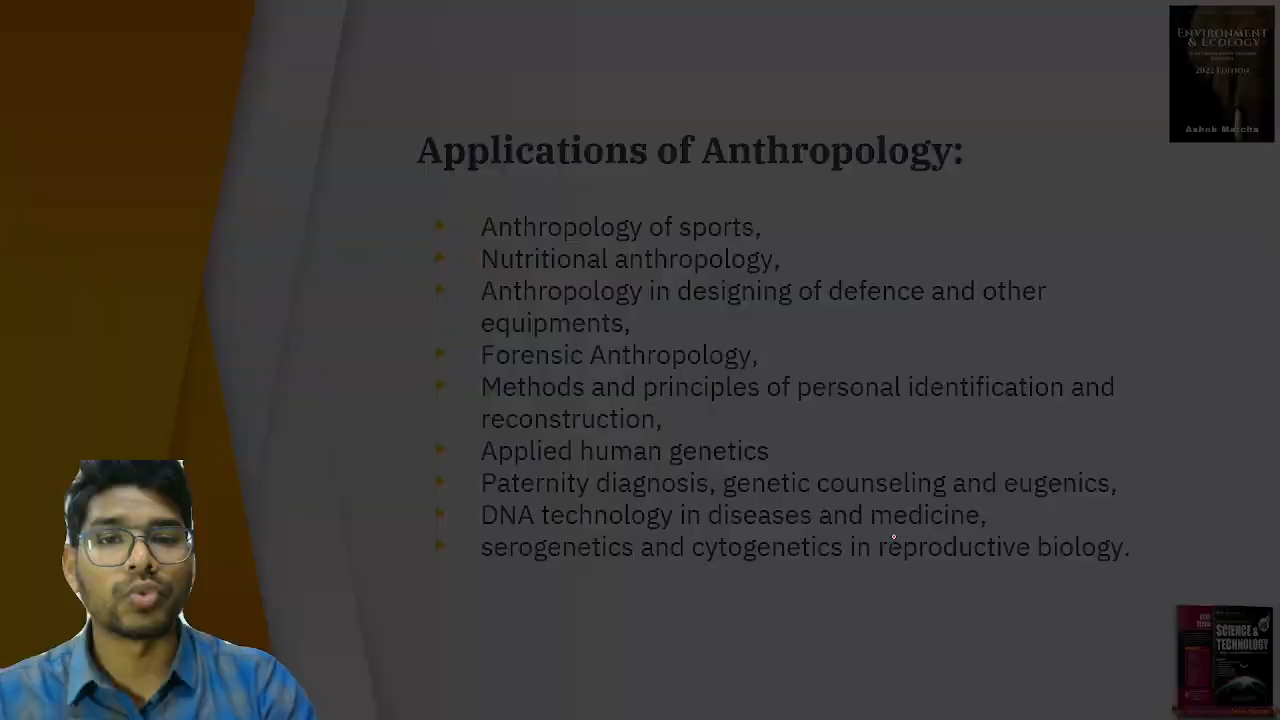 ENVIRONMENT
& ECOLOGY
2022 EDITION
Ashok Matcha
Applications of Anthropology:
Anthropology of sports,
Nutritional anthropology,
Anthropology in designing of defence and other
equipments,
Forensic Anthropology,
Methods and principles of personal identification and
reconstruction,
Applied human genetics
Paternity diagnosis, genetic counseling and eugenics,
DNA technology in diseases and medicine,
serogenetics and cytogenetics in reproductive biology.
SCIENCE &
TECHNOLOGY